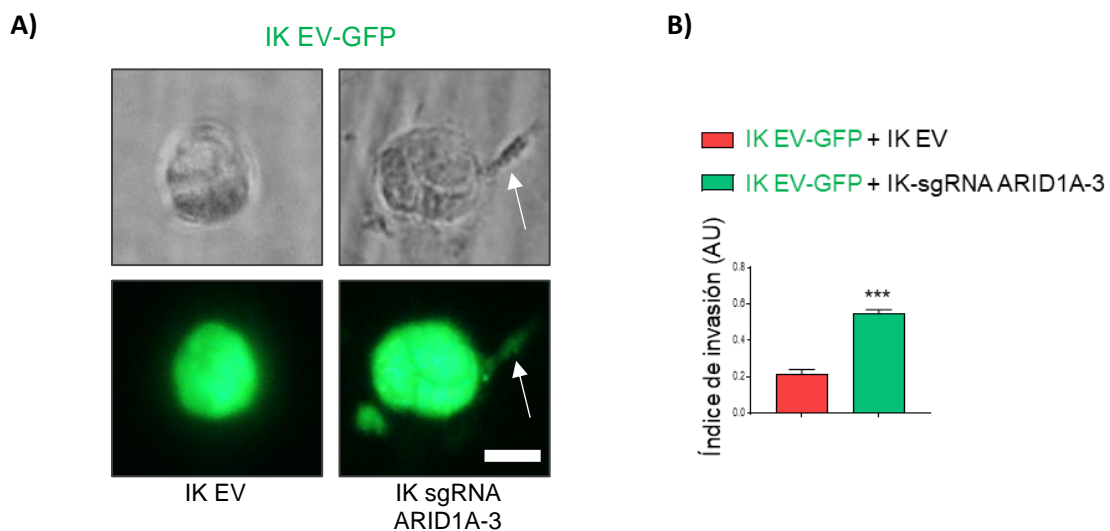 A)
IK EV-GFP
IK EV
IK sgRNA
ARID1A-3
B)
IK EV-GFP + IK EV
IK EV-GFP + IK-sgRNA ARID1A-3
Índice de invasión (AU)
0.8
0.6
0.4
0.2
0.0
***